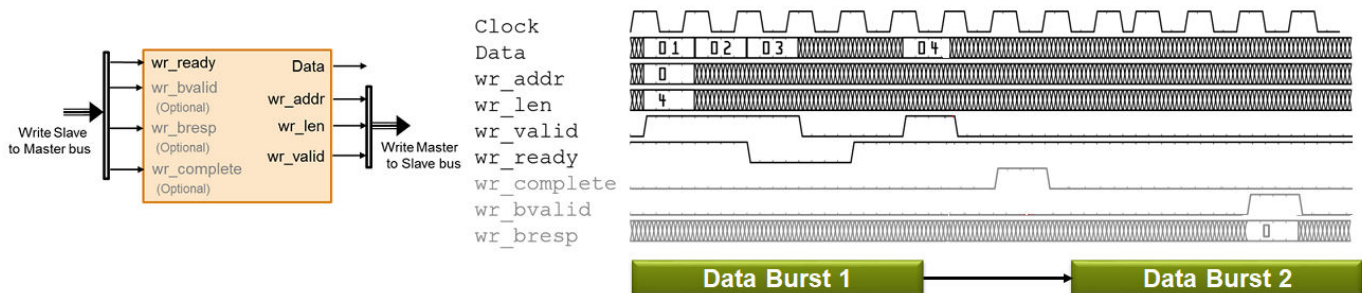 wr_ready
wr_bvalid
(Optional)
wr_bresp
(Optional)
wr_complete
(Optional)
Data
wr_addr
wr_len
wr_valid
Write Slave
to Master bus
Write Master
to Slave bus
Clock
Data 01 02 03 04
wr_addr 0
wr_len 4
wr_valid
wr_ready
wr_complete
wr_bvalid
wr_bresp 0
Data Burst 1
Data Burst 2